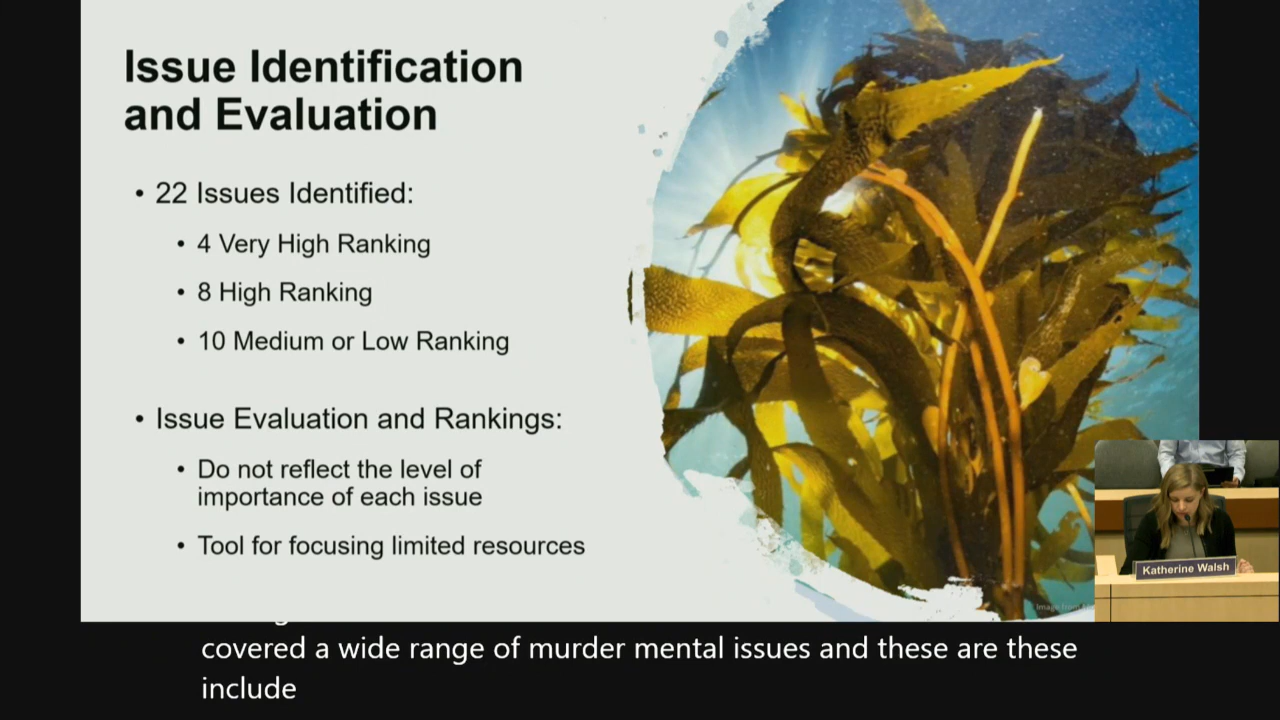 Issue Identification
and Evaluation
• 22 Issues Identified:
• 4 Very High Ranking
• 8 High Ranking
• 10 Medium or Low Ranking
• Issue Evaluation and Rankings:
• Do not reflect the level of
importance of each issue
• Tool for focusing limited resources
Katherine Walsh
Image from
covered a wide range of murder mental issues and these are these
include